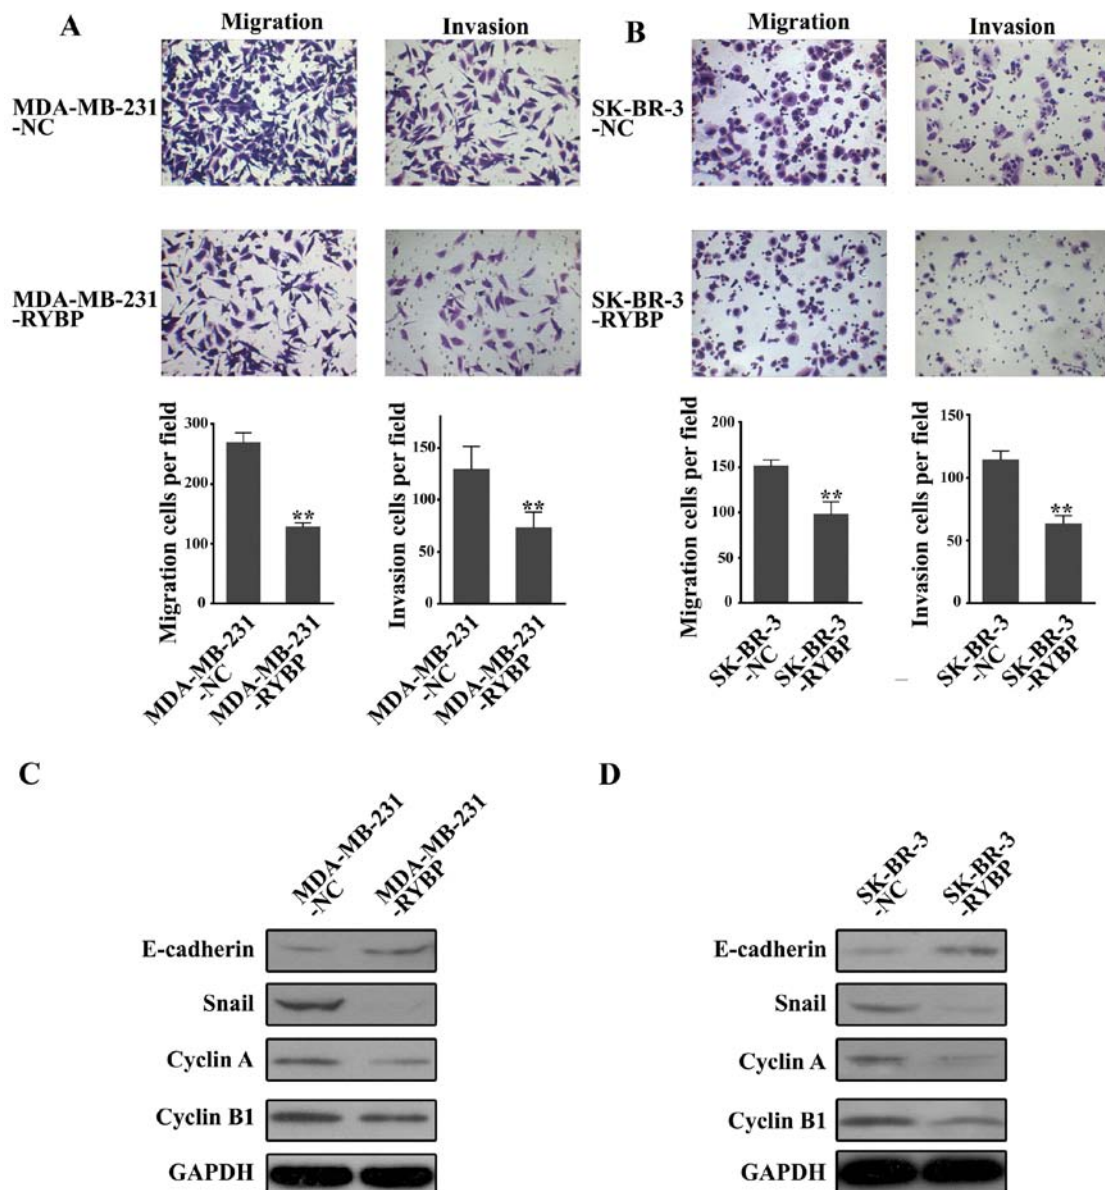 A
Migration
Invasion
MDA-MB-231
-NC
MDA-MB-231
-RYBP
Migration cells per field
300
200
100
0
**
MDA-MB-231
-NC
MDA-MB-231
-RYBP
Invasion cells per field
150
100
50
0
**
MDA-MB-231
-NC
MDA-MB-231
-RYBP
B
Migration
Invasion
SK-BR-3
-NC
SK-BR-3
-RYBP
Migration cells per field
200
150
100
50
0
**
SK-BR-3
-NC
SK-BR-3
-RYBP
Invasion cells per field
150
100
50
0
**
SK-BR-3
-NC
SK-BR-3
-RYBP
C
MDA-MB-231
-NC
MDA-MB-231
-RYBP
E-cadherin
Snail
Cyclin A
Cyclin B1
GAPDH
D
SK-BR-3
-NC
SK-BR-3
-RYBP
E-cadherin
Snail
Cyclin A
Cyclin B1
GAPDH